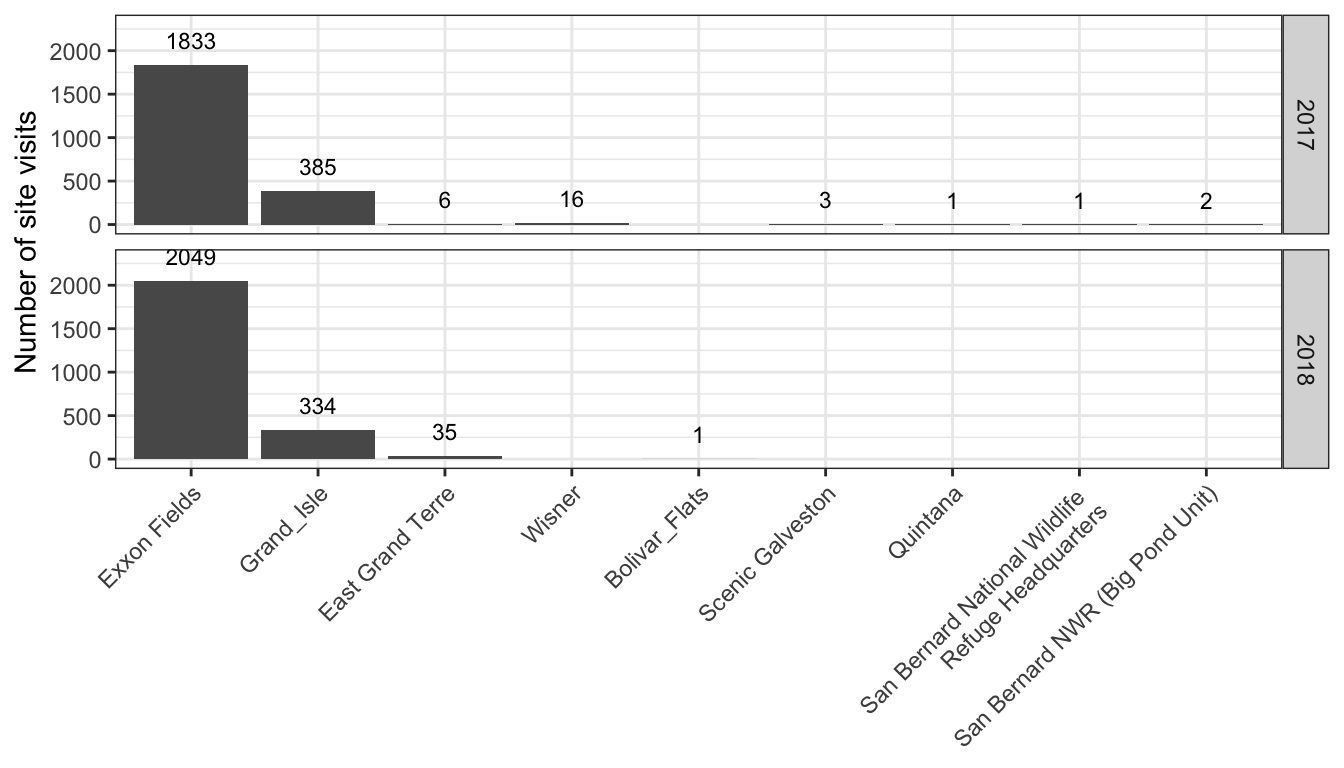 Number of site visits
2000
1500
1000
500
0
1833
385
6
16
3
1
1
2
2017
2000
1500
1000
500
0
2049
334
35
1
2018
Exxon Fields
Grand_Isle
East Grand Terre
Wisner
Bolivar_Flats
Scenic Galveston
Quintana
San Bernard National Wildlife
Refuge Headquarters
San Bernard NWR (Big Pond Unit)